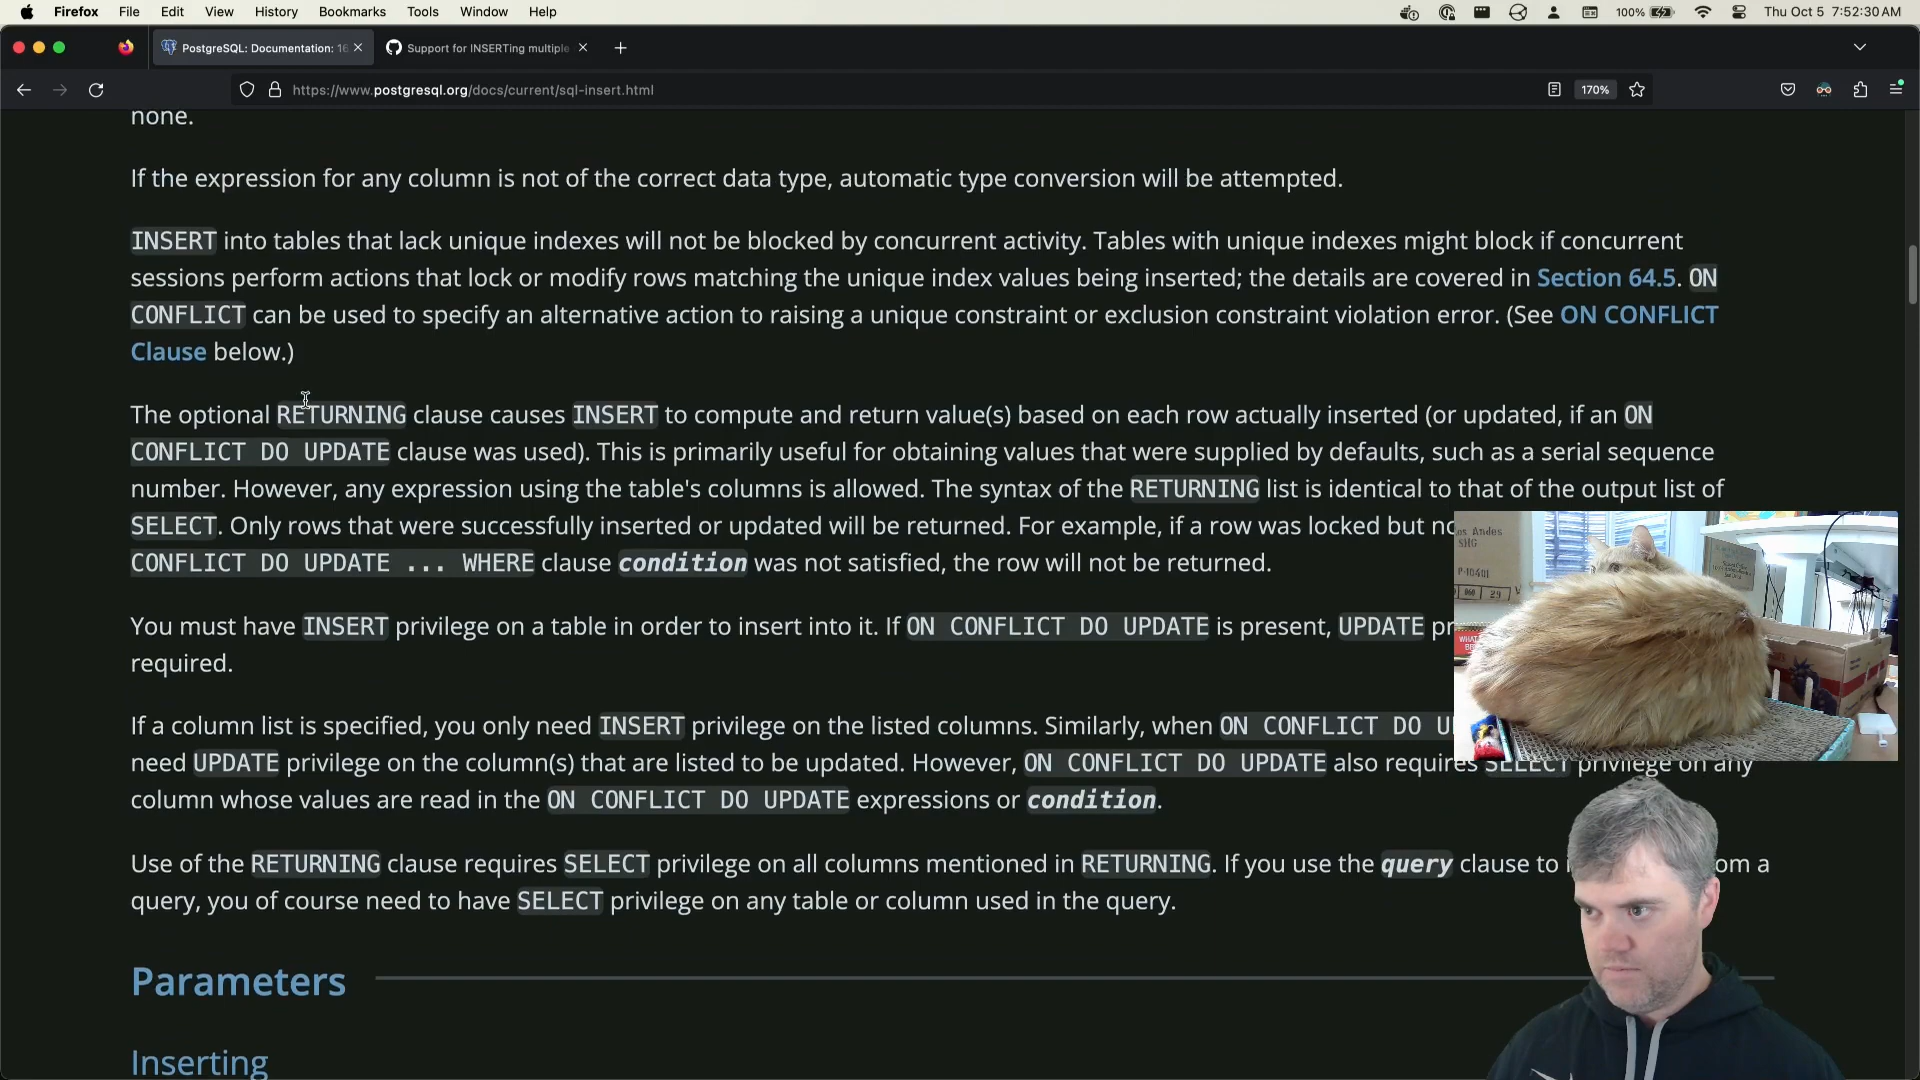 Firefox File Edit View History Bookmarks Tools Window Help 100% Thu Oct 5 7:52:30 AM
PostgreSQL: Documentation: 16 Support for INSERTing multiple
https://www.postgresql.org/docs/current/sql-insert.html 170%
none.
If the expression for any column is not of the correct data type, automatic type conversion will be attempted.
INSERT into tables that lack unique indexes will not be blocked by concurrent activity. Tables with unique indexes might block if concurrent
sessions perform actions that lock or modify rows matching the unique index values being inserted; the details are covered in Section 64.5. ON
CONFLICT can be used to specify an alternative action to raising a unique constraint or exclusion constraint violation error. (See ON CONFLICT
Clause below.)
The optional RETURNING clause causes INSERT to compute and return value(s) based on each row actually inserted (or updated, if an ON
CONFLICT DO UPDATE clause was used). This is primarily useful for obtaining values that were supplied by defaults, such as a serial sequence
number. However, any expression using the table's columns is allowed. The syntax of the RETURNING list is identical to that of the output list of
SELECT. Only rows that were successfully inserted or updated will be returned. For example, if a row was locked but
CONFLICT DO UPDATE ... WHERE clause condition was not satisfied, the row will not be returned.
You must have INSERT privilege on a table in order to insert into it. If ON CONFLICT DO UPDATE is present, UPDATE
required.
If a column list is specified, you only need INSERT privilege on the listed columns. Similarly, when ON CONFLICT DO
need UPDATE privilege on the column(s) that are listed to be updated. However, ON CONFLICT DO UPDATE also requires SELECT privilege on any
column whose values are read in the ON CONFLICT DO UPDATE expressions or condition.
Use of the RETURNING clause requires SELECT privilege on all columns mentioned in RETURNING. If you use the query clause to
a
query, you of course need to have SELECT privilege on any table or column used in the query.
Parameters
Inserting
Los Andes
SHG
P-10401
060 29